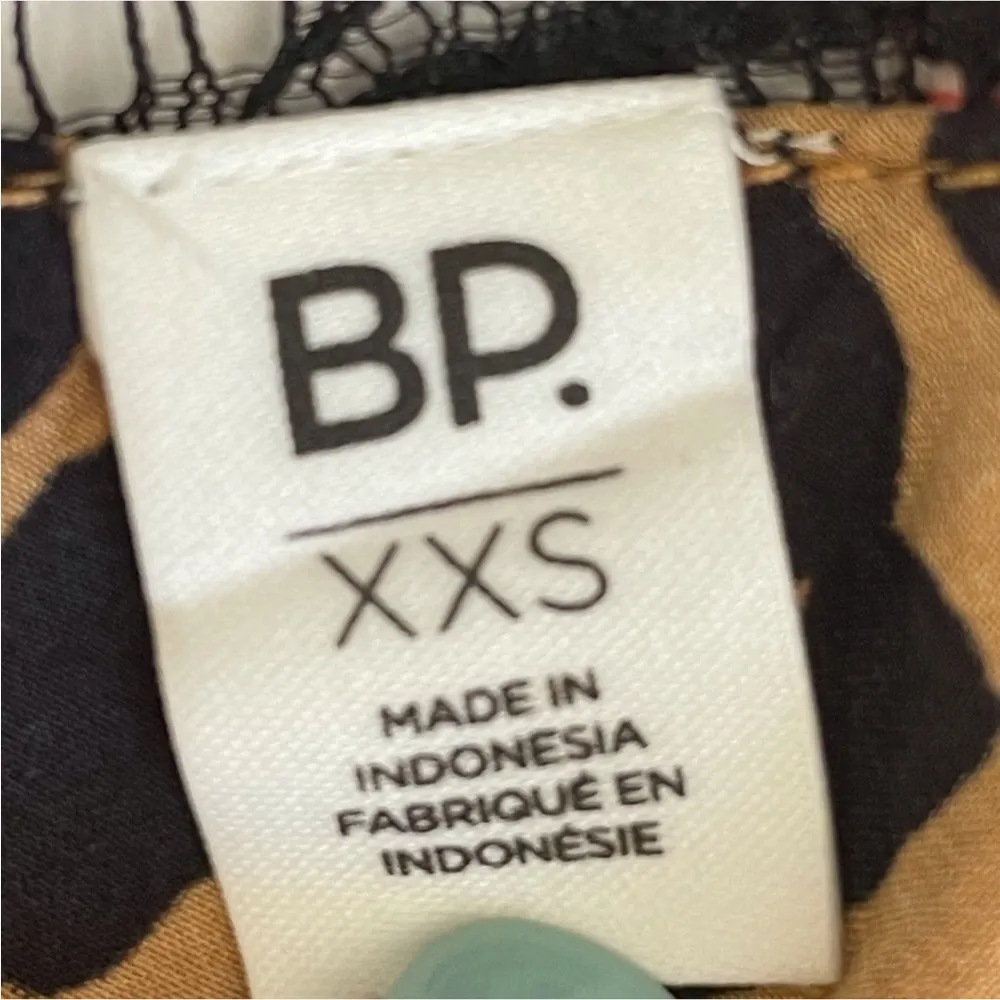 BP.
XXS
MADE IN
INDONESIA
FABRIQUÉ EN
INDONÉSIE